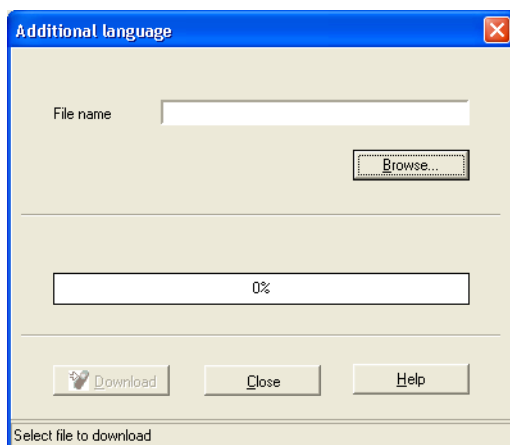 Additional language
File name
Browse...
0%
Download
Close
Help
Select file to download